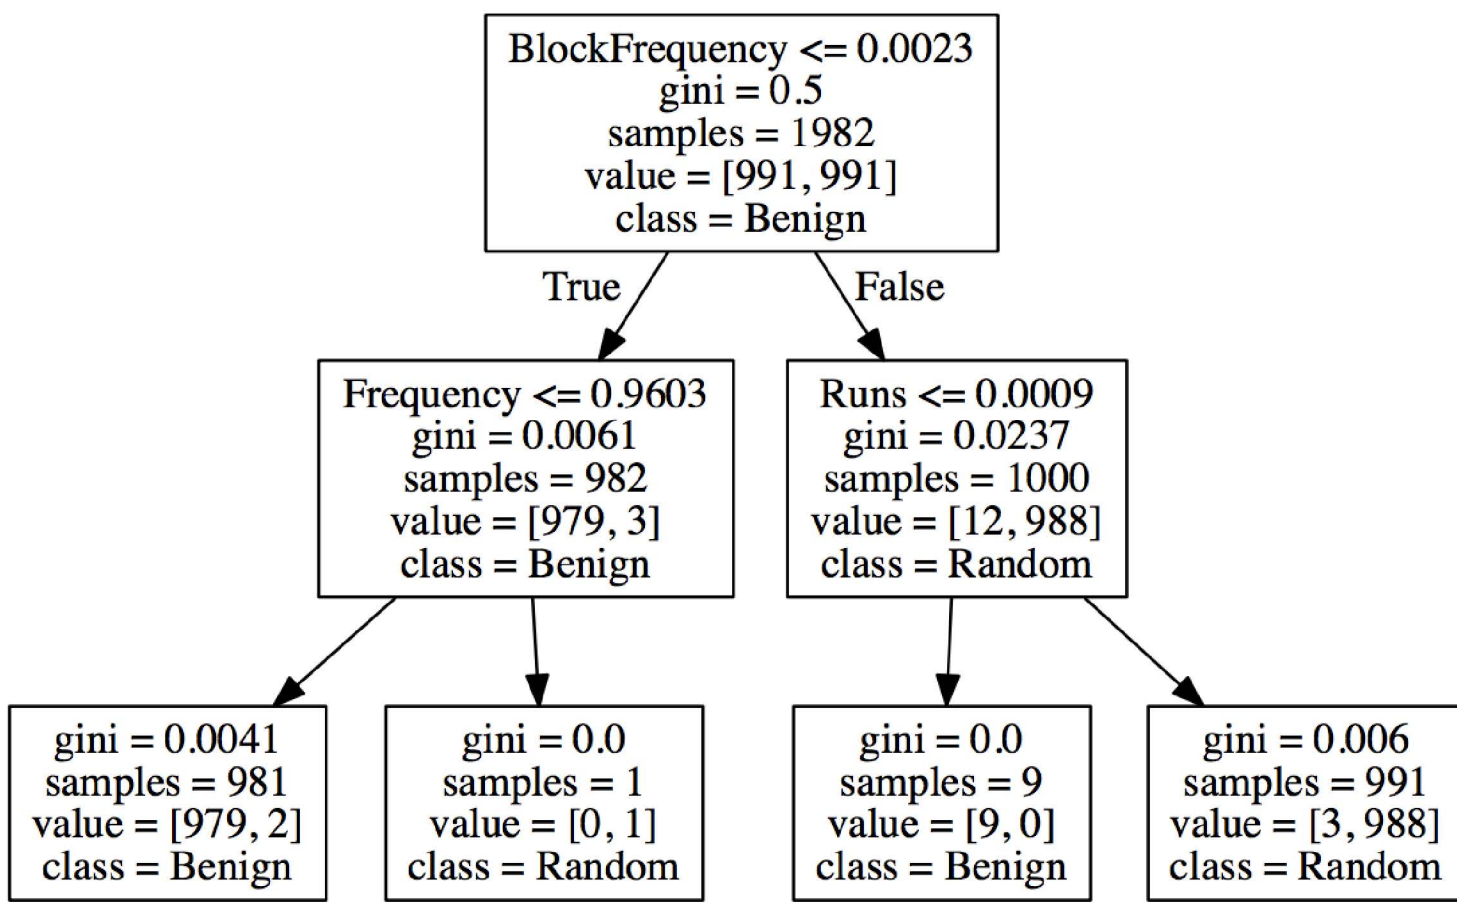 BlockFrequency <= 0.0023
gini = 0.5
samples = 1982
value = [991, 991]
class = Benign
True
False
Frequency <= 0.9603
gini = 0.0061
samples = 982
value = [979, 3]
class = Benign
Runs <= 0.0009
gini = 0.0237
samples = 1000
value = [12, 988]
class = Random
gini = 0.0041
samples = 981
value = [979, 2]
class = Benign
gini = 0.0
samples = 1
value = [0, 1]
class = Random
gini = 0.0
samples = 9
value = [9, 0]
class = Benign
gini = 0.006
samples = 991
value = [3, 988]
class = Random